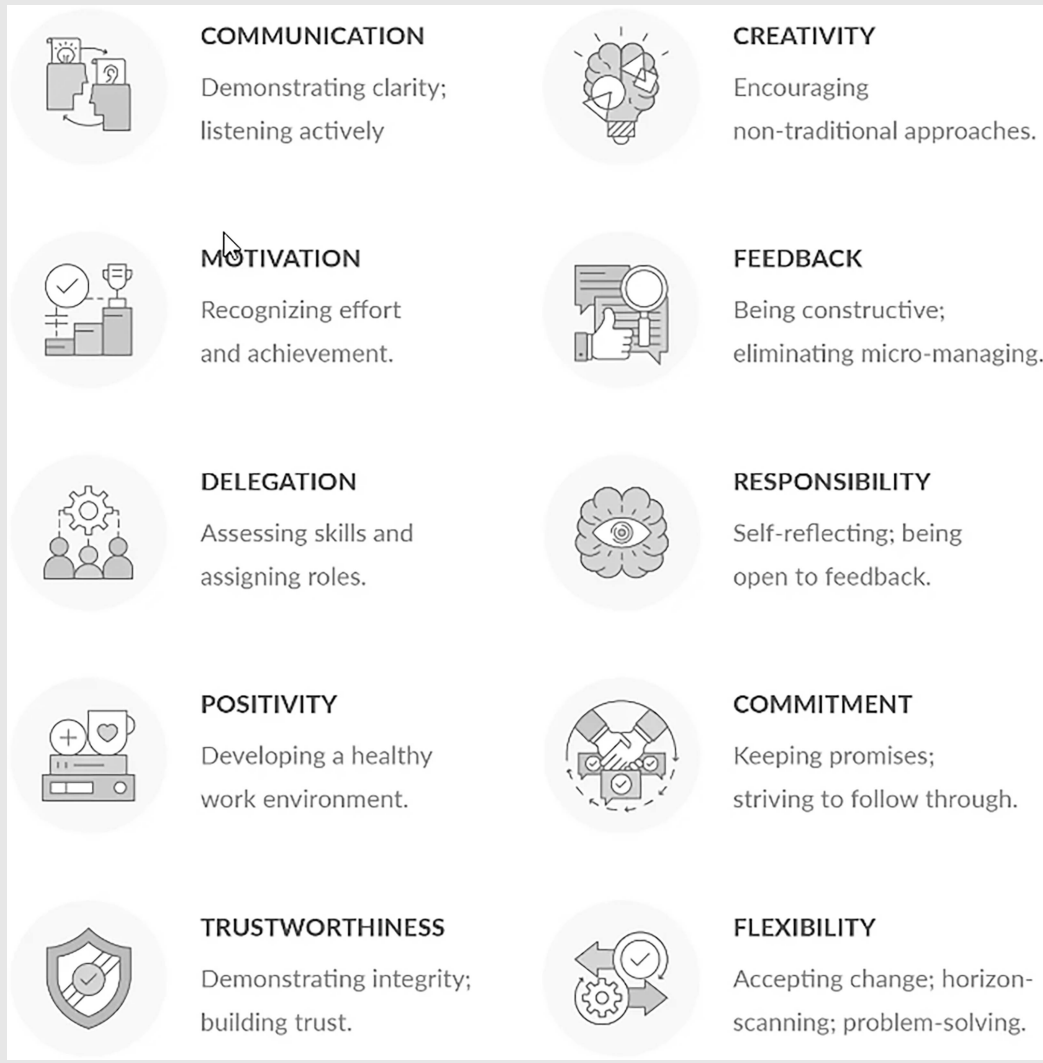 COMMUNICATION
Demonstrating clarity;
listening actively
CREATIVITY
Encouraging
non-traditional approaches.
MOTIVATION
Recognizing effort
and achievement.
FEEDBACK
Being constructive;
eliminating micro-managing.
DELEGATION
Assessing skills and
assigning roles.
RESPONSIBILITY
Self-reflecting; being
open to feedback.
POSITIVITY
Developing a healthy
work environment.
COMMITMENT
Keeping promises;
striving to follow through.
TRUSTWORTHINESS
Demonstrating integrity;
building trust.
FLEXIBILITY
Accepting change; horizon-
scanning; problem-solving.